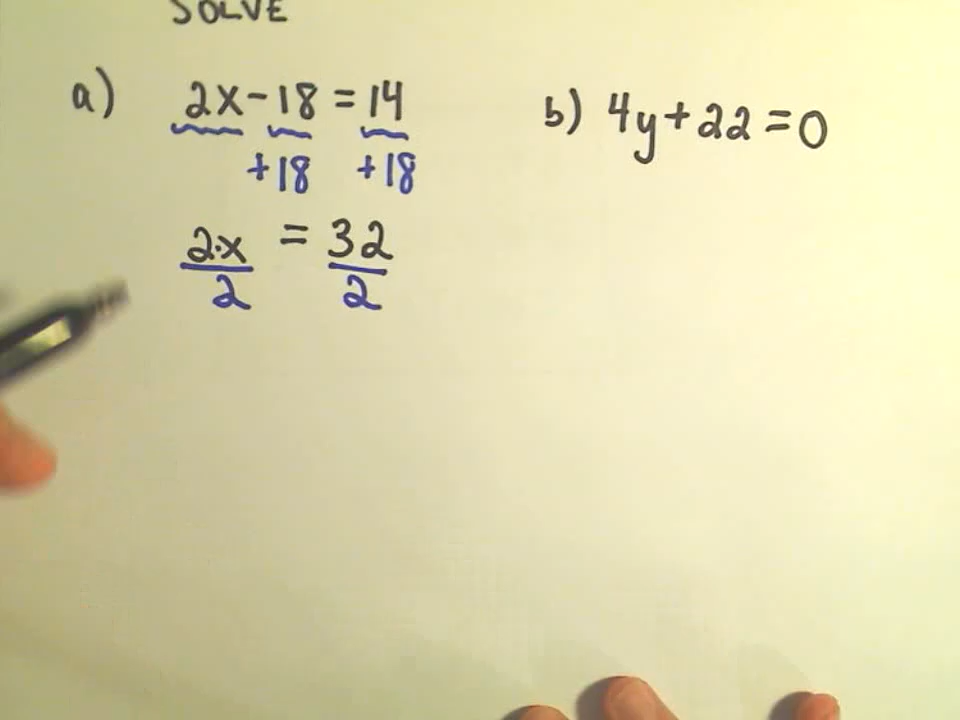 SOLVE
a) 2x-18=14
+18 +18
2·x = 32
2 2
b) 4y+22=0